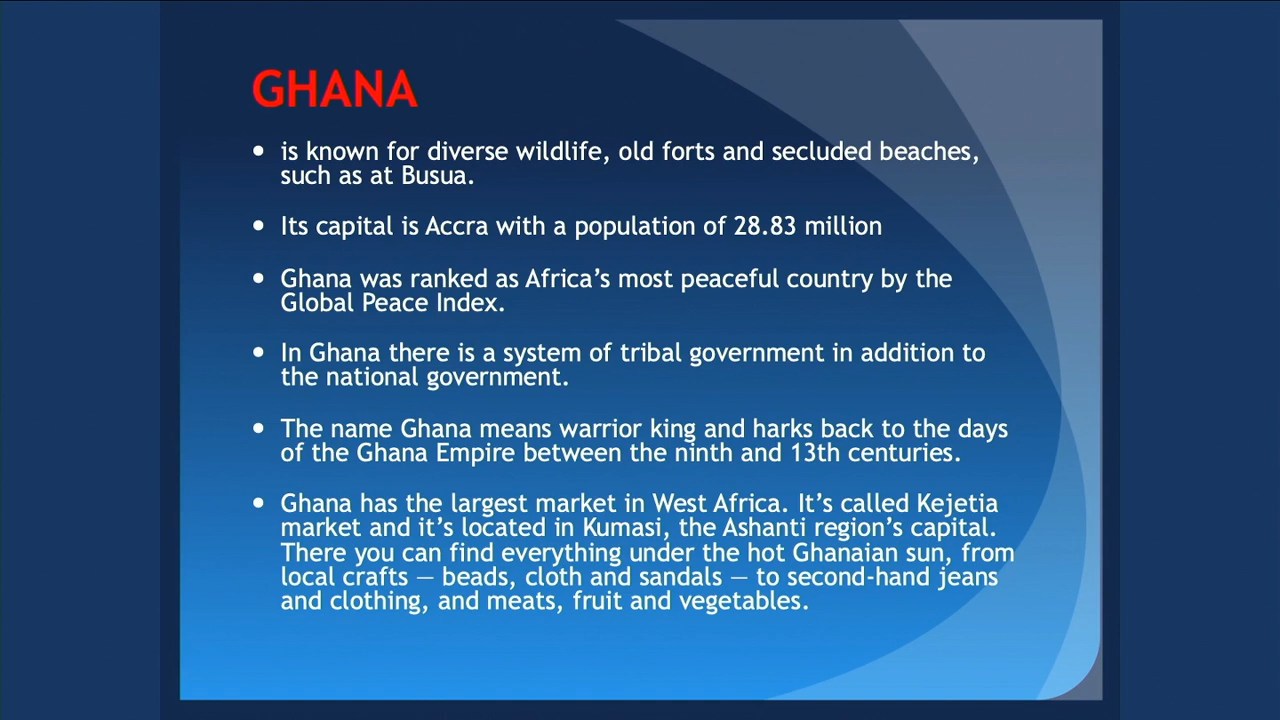 GHANA
• is known for diverse wildlife, old forts and secluded beaches,
such as at Busua.
• Its capital is Accra with a population of 28.83 million
• Ghana was ranked as Africa’s most peaceful country by the
Global Peace Index.
• In Ghana there is a system of tribal government in addition to
the national government.
• The name Ghana means warrior king and harks back to the days
of the Ghana Empire between the ninth and 13th centuries.
• Ghana has the largest market in West Africa. It’s called Kejetia
market and it’s located in Kumasi, the Ashanti region’s capital.
There you can find everything under the hot Ghanaian sun, from
local crafts — beads, cloth and sandals — to second-hand jeans
and clothing, and meats, fruit and vegetables.